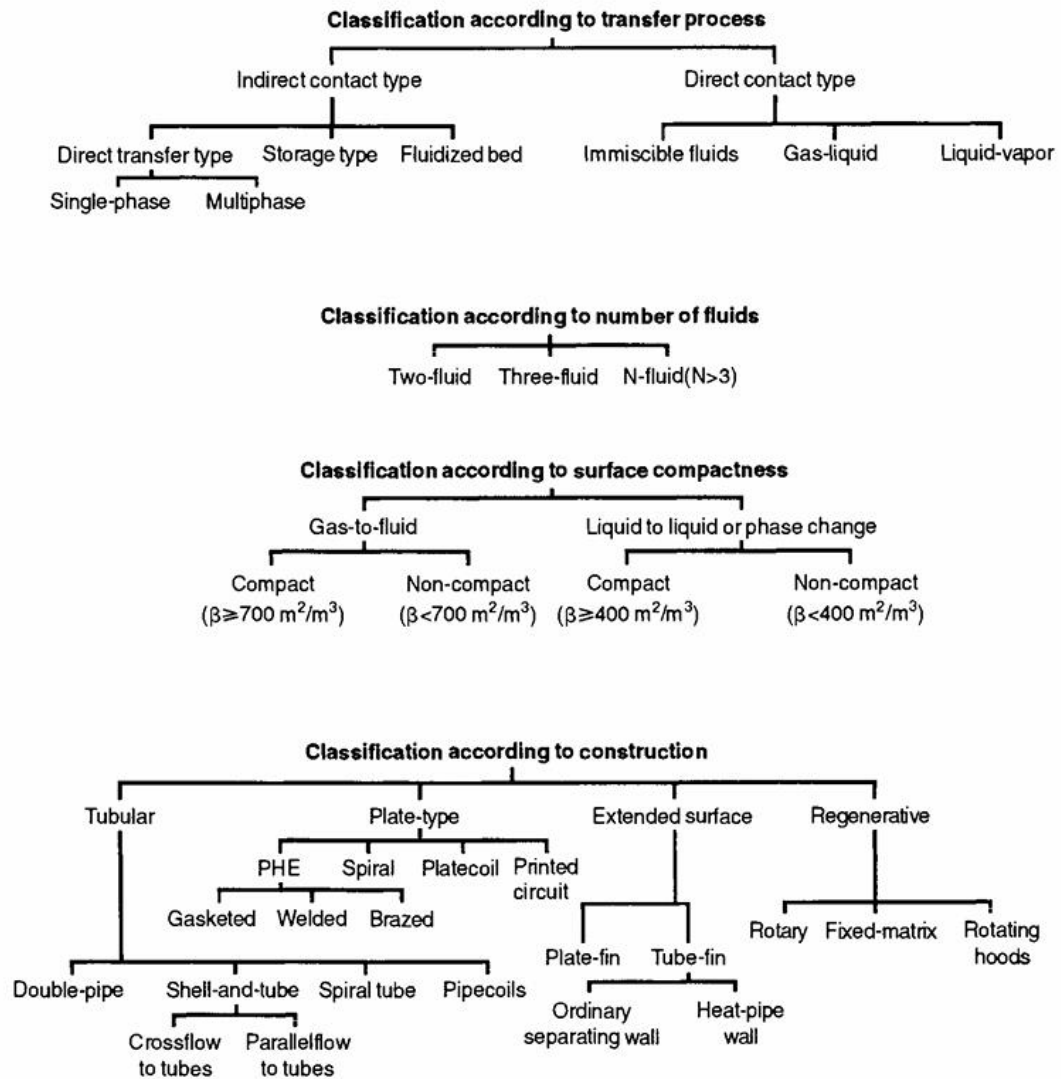 Classification according to transfer process
Indirect contact type
Direct contact type
Direct transfer type
Storage type
Fluidized bed
Immiscible fluids
Gas-liquid
Liquid-vapor
Single-phase
Multiphase
Classification according to number of fluids
Two-fluid
Three-fluid
N-fluid(N>3)
Classification according to surface compactness
Gas-to-fluid
Liquid to liquid or phase change
Compact
(β⩾700 m²/m³)
Non-compact
(β<700 m²/m³)
Compact
(β⩾400 m²/m³)
Non-compact
(β<400 m²/m³)
Classification according to construction
Tubular
Plate-type
Extended surface
Regenerative
PHE
Spiral
Platecoil
Printed
circuit
Gasketed
Welded
Brazed
Rotary
Fixed-matrix
Rotating
hoods
Plate-fin
Tube-fin
Double-pipe
Shell-and-tube
Spiral tube
Pipecoils
Ordinary
separating wall
Heat-pipe
wall
Crossflow
to tubes
Parallelflow
to tubes